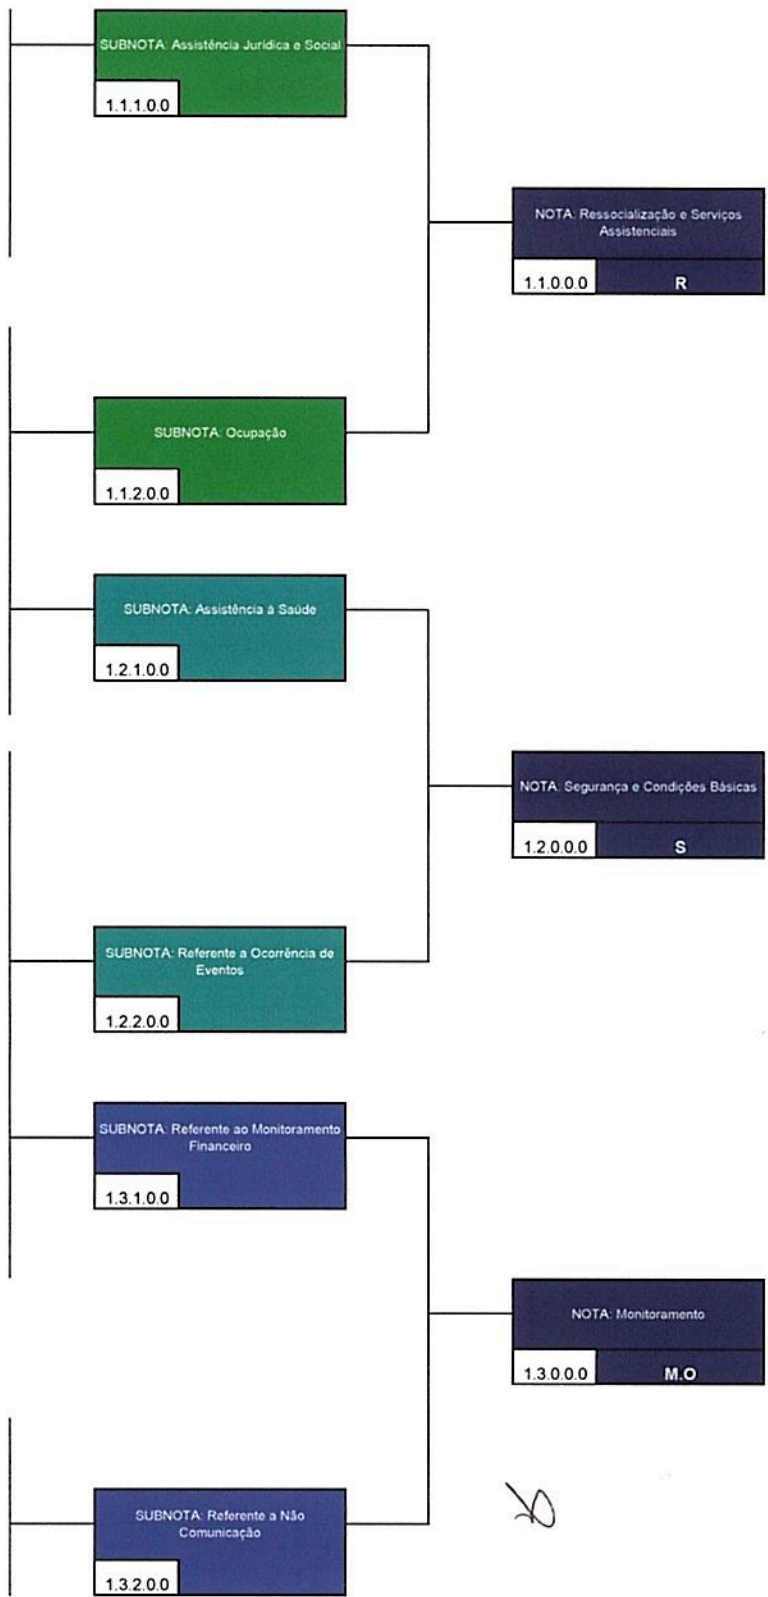 SUBNOTA: Assistência Jurídica e Social
1.1.1.0.0
NOTA: Ressocialização e Serviços
Assistenciais
1.1.0.0.0
R
SUBNOTA: Ocupação
1.1.2.0.0
SUBNOTA: Assistência à Saúde
1.2.1.0.0
NOTA: Segurança e Condições Básicas
1.2.0.0.0
S
SUBNOTA: Referente a Ocorrência de
Eventos
1.2.2.0.0
SUBNOTA: Referente ao Monitoramento
Financeiro
1.3.1.0.0
NOTA: Monitoramento
1.3.0.0.0
M.O
SUBNOTA: Referente a Não
Comunicação
1.3.2.0.0